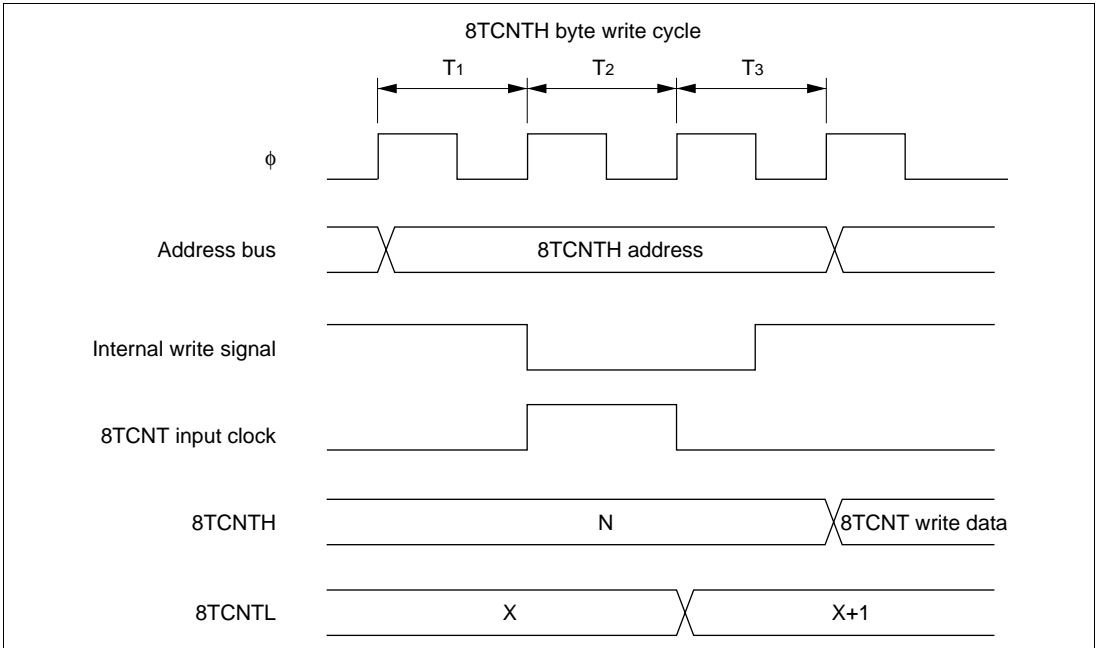 8TCNTH byte write cycle
T1 T2 T3
φ
Address bus 8TCNTH address
Internal write signal
8TCNT input clock
8TCNTH N 8TCNT write data
8TCNTL X X+1